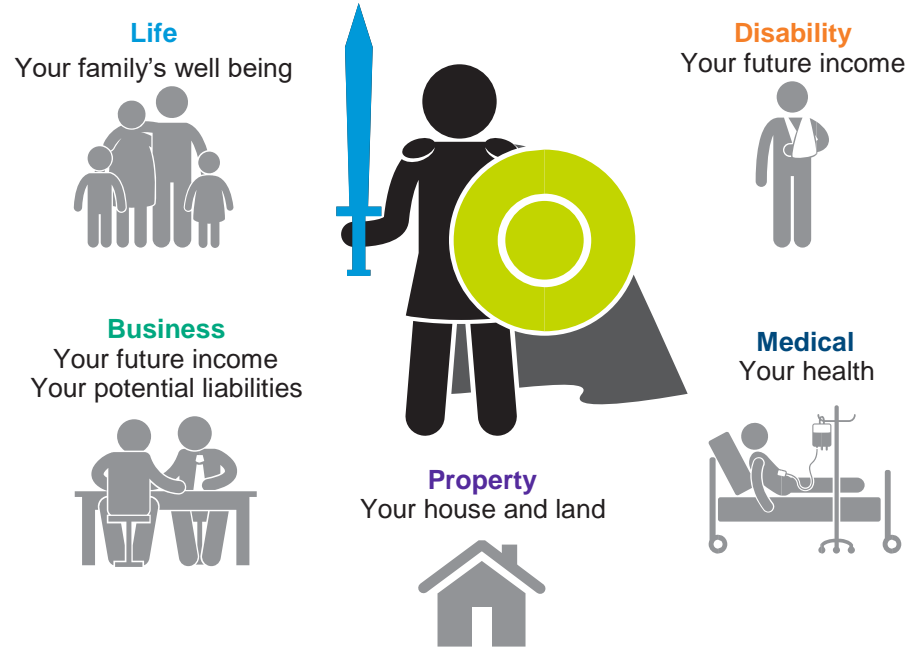 Life
Your family's well being
Disability
Your future income
Business
Your future income
Your potential liabilities
Medical
Your health
Property
Your house and land